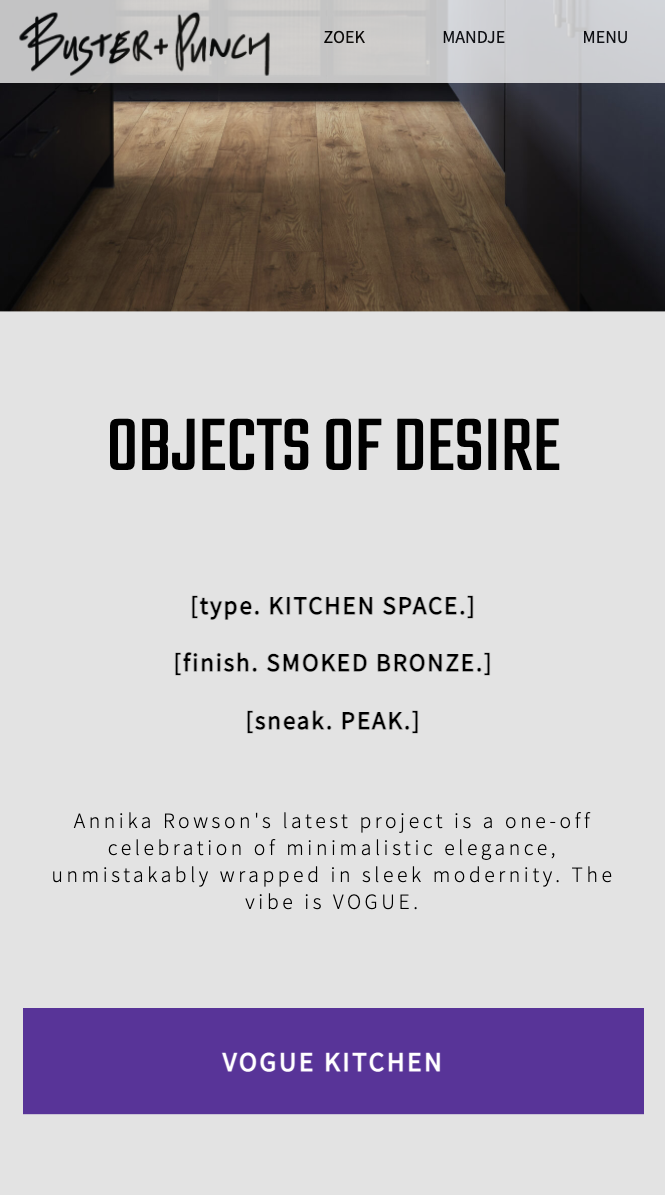 BUSTER + PUNCH ZOEK MANDJE MENU
OBJECTS OF DESIRE
[type. KITCHEN SPACE.]
[finish. SMOKED BRONZE.]
[sneak. PEAK.]
Annika Rowson's latest project is a one-off
celebration of minimalistic elegance,
unmistakably wrapped in sleek modernity. The
vibe is VOGUE.
VOGUE KITCHEN